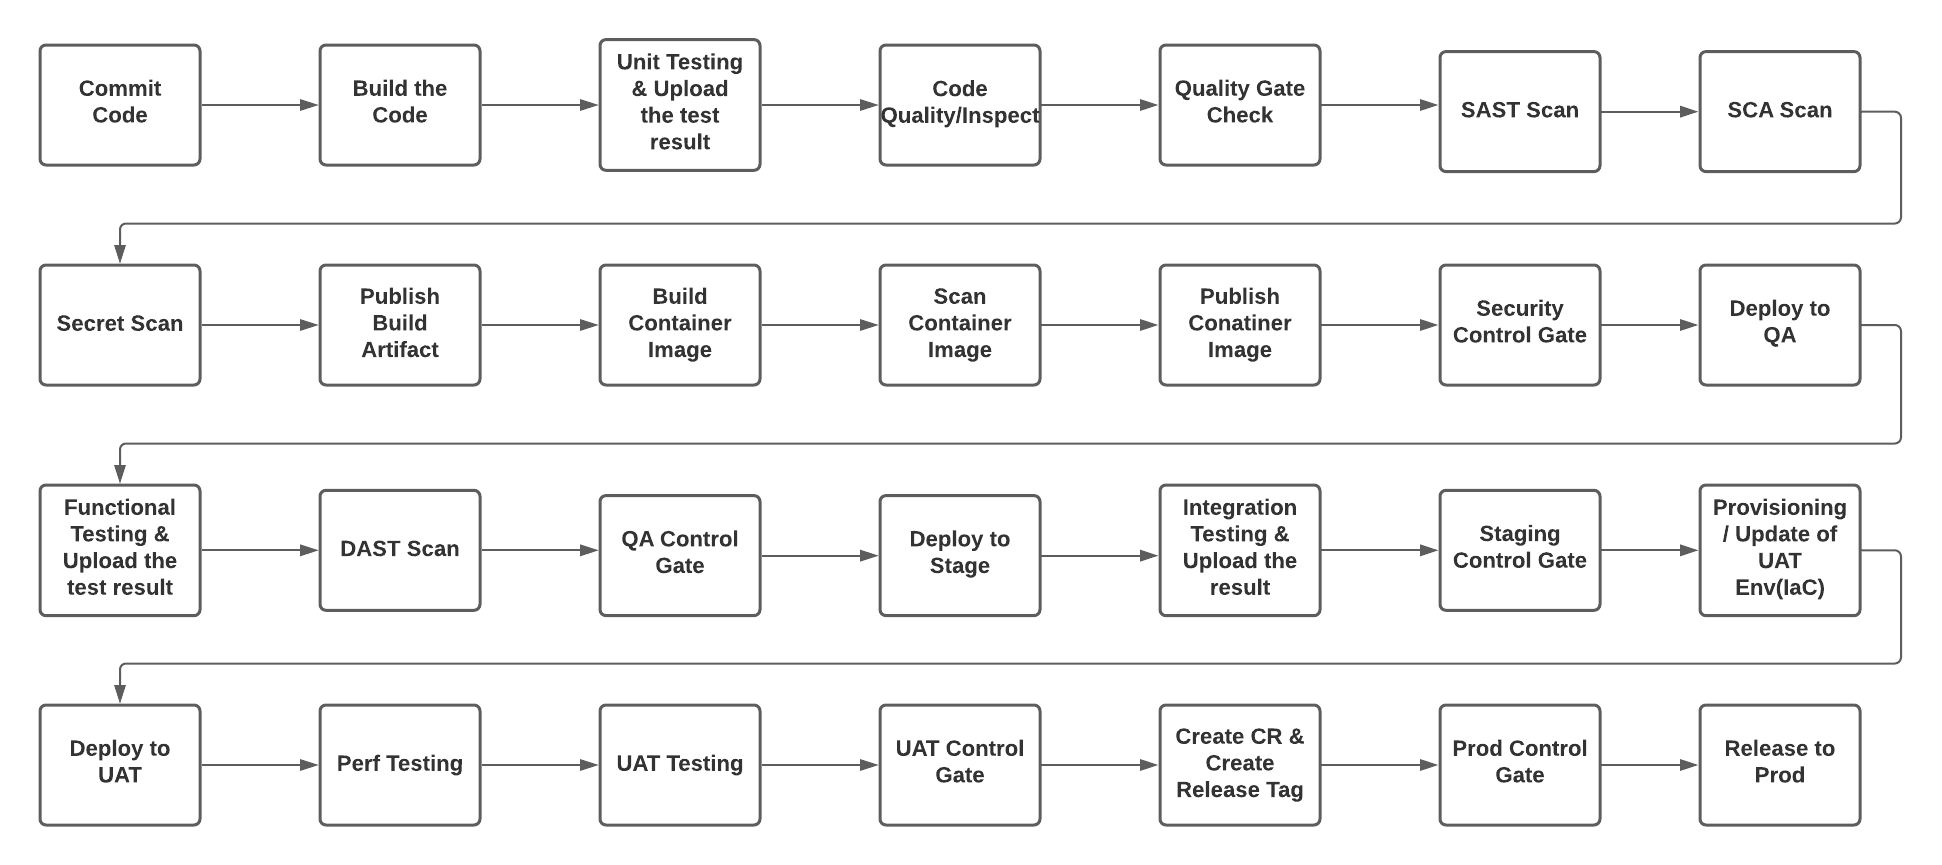 Commit
Code
Build the
Code
Unit Testing
& Upload
the test
result
Code
Quality/Inspect
Quality Gate
Check
SAST Scan
SCA Scan
Secret Scan
Publish
Build
Artifact
Build
Container
Image
Scan
Container
Image
Publish
Conatiner
Image
Security
Control Gate
Deploy to
QA
Functional
Testing &
Upload the
test result
DAST Scan
QA Control
Gate
Deploy to
Stage
Integration
Testing &
Upload the
result
Staging
Control Gate
Provisioning
/ Update of
UAT
Env(IaC)
Deploy to
UAT
Perf Testing
UAT Testing
UAT Control
Gate
Create CR &
Create
Release Tag
Prod Control
Gate
Release to
Prod